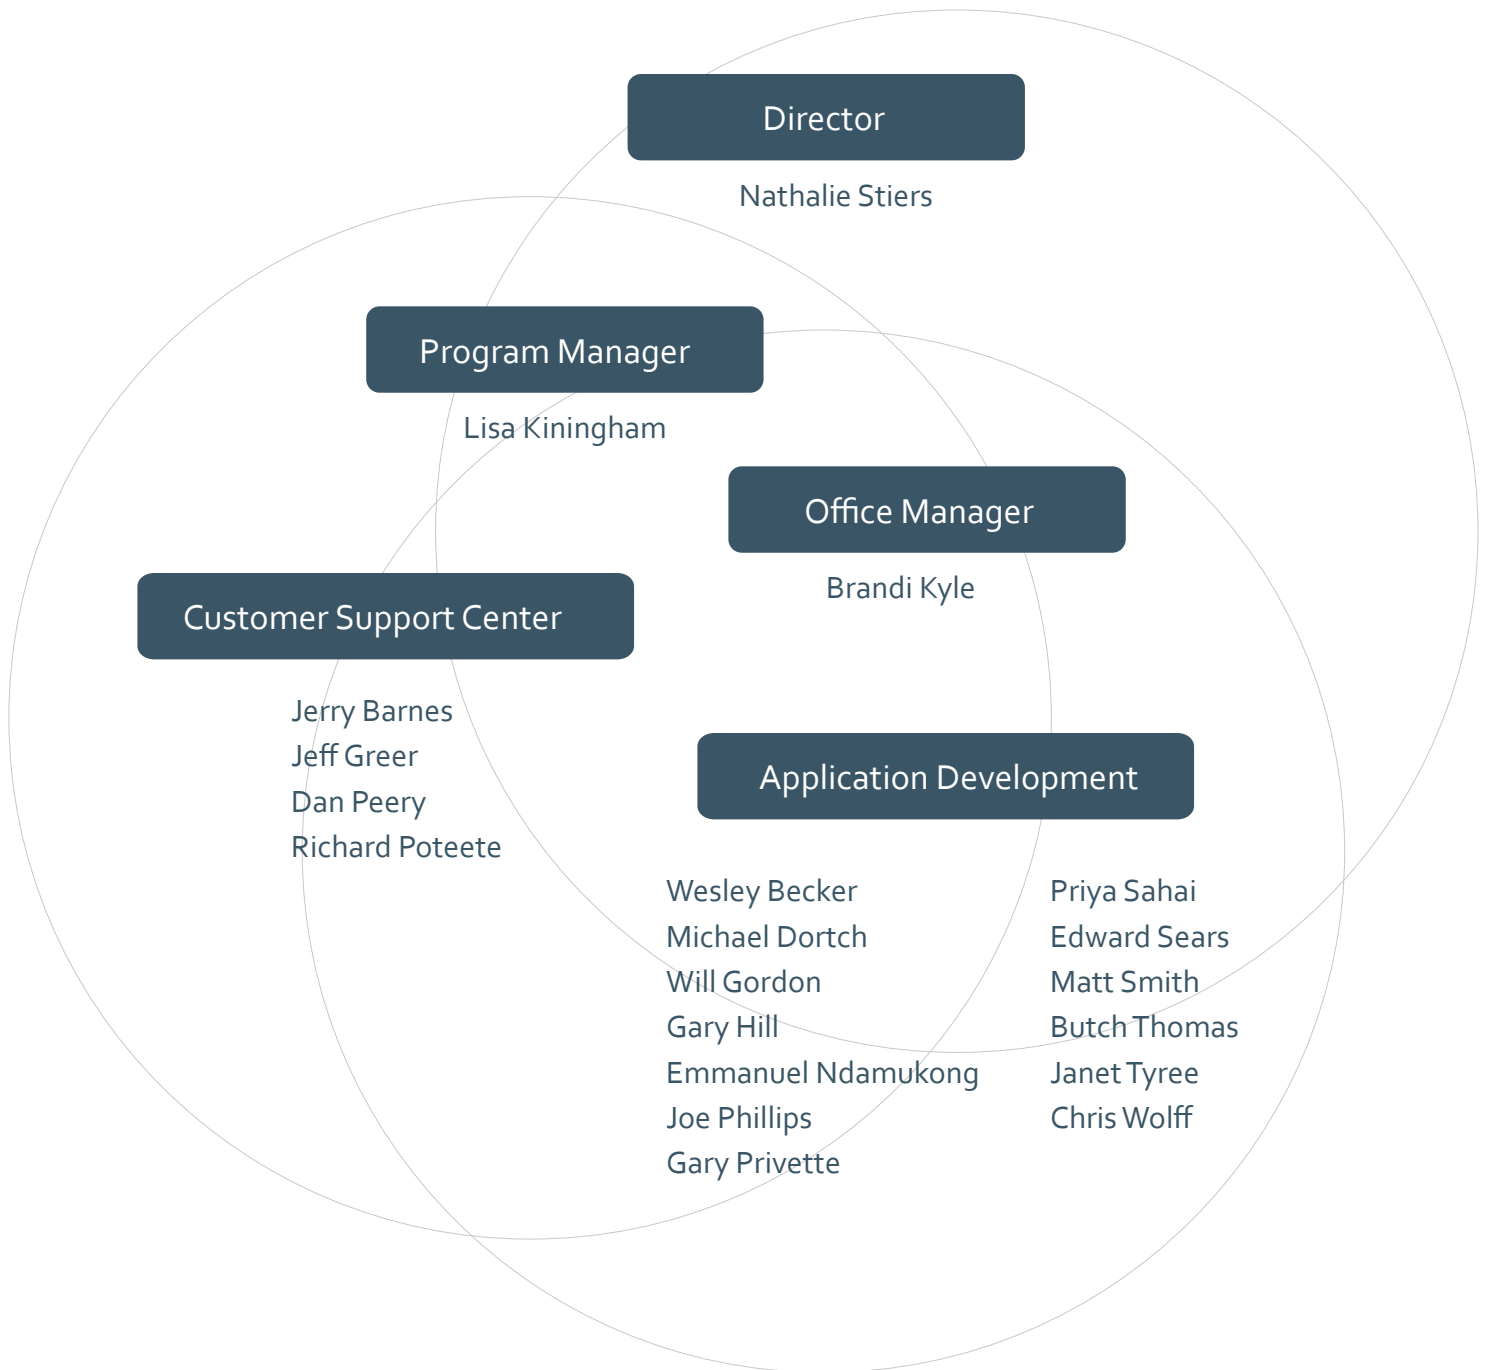 Director
Nathalie Stiers
Program Manager
Lisa Kiningham
Office Manager
Brandi Kyle
Customer Support Center
Jerry Barnes
Jeff Greer
Dan Peery
Richard Poteete
Application Development
Wesley Becker
Michael Dortch
Will Gordon
Gary Hill
Emmanuel Ndamukong
Joe Phillips
Gary Privette
Priya Sahai
Edward Sears
Matt Smith
Butch Thomas
Janet Tyree
Chris Wolff